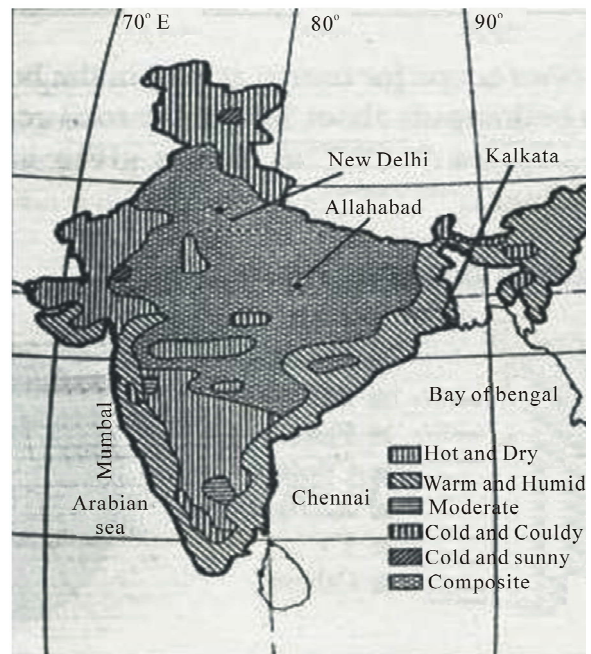 70° E
80°
90°
New Delhi
Kalkata
Allahabad
Bay of bengal
Mumbal
Arabian
sea
Chennai
Hot and Dry
Warm and Humid
Moderate
Cold and Couldy
Cold and sunny
Composite